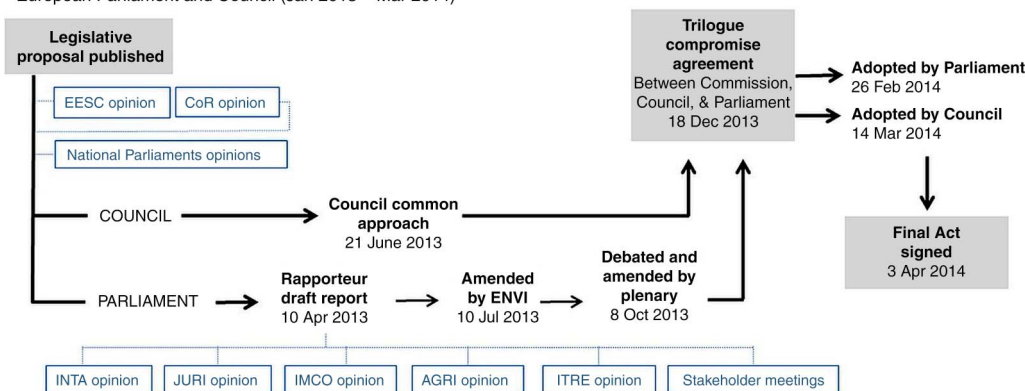 European Parliament and Council (Jan 2013 – Mar 2014)
Legislative
proposal published
EESC opinion
CoR opinion
National Parliaments opinions
COUNCIL
Council common
approach
21 June 2013
PARLIAMENT
Rapporteur
draft report
10 Apr 2013
Amended
by ENVI
10 Jul 2013
Debated and
amended by
plenary
8 Oct 2013
Trilogue
compromise
agreement
Between Commission,
Council, & Parliament
18 Dec 2013
Adopted by Parliament
26 Feb 2014
Adopted by Council
14 Mar 2014
Final Act
signed
3 Apr 2014
INTA opinion
JURI opinion
IMCO opinion
AGRI opinion
ITRE opinion
Stakeholder meetings